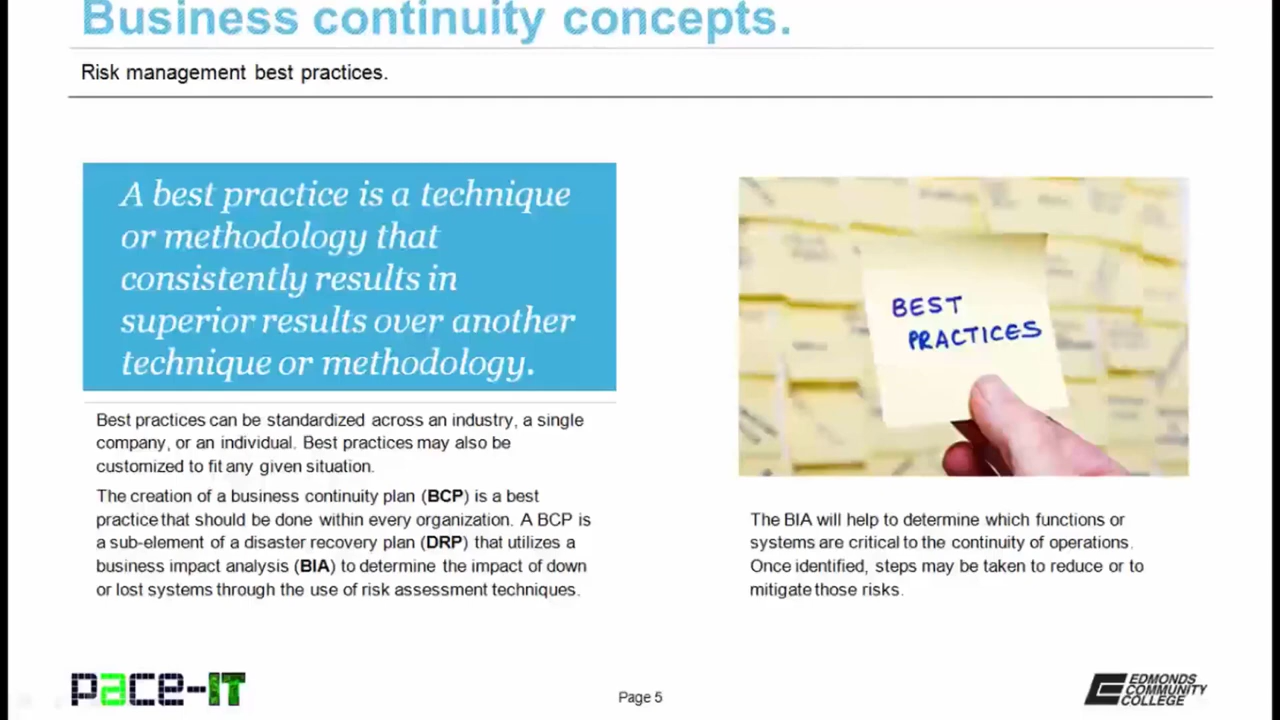 Business continuity concepts.
Risk management best practices.
A best practice is a technique
or methodology that
consistently results in
superior results over another
technique or methodology.
Best practices can be standardized across an industry, a single
company, or an individual. Best practices may also be
customized to fit any given situation.
The creation of a business continuity plan (BCP) is a best
practice that should be done within every organization. A BCP is
a sub-element of a disaster recovery plan (DRP) that utilizes a
business impact analysis (BIA) to determine the impact of down
or lost systems through the use of risk assessment techniques.
BEST
PRACTICES
The BIA will help to determine which functions or
systems are critical to the continuity of operations.
Once identified, steps may be taken to reduce or to
mitigate those risks.
pace-IT
Page 5
EDMONDS
COMMUNITY
COLLEGE